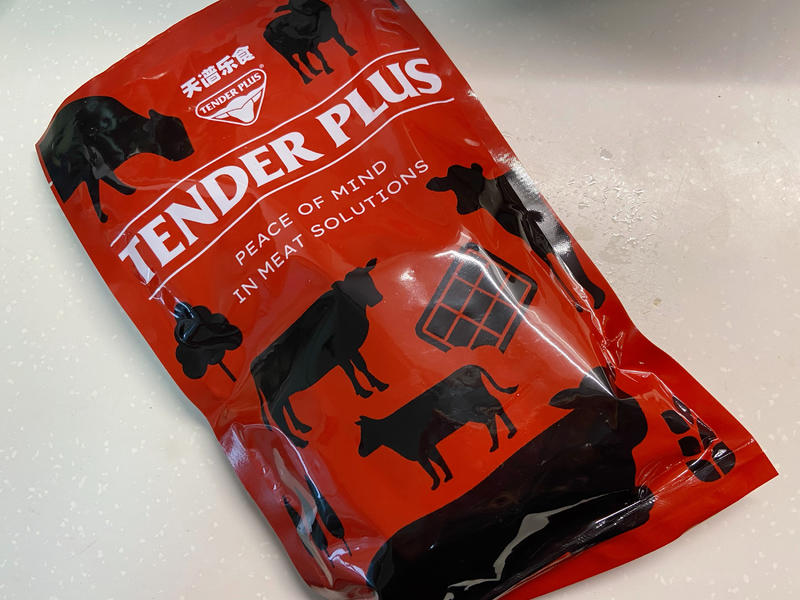 天谱乐食
TENDER PLUS
TENDER PLUS
PEACE OF MIND
IN MEAT SOLUTIONS